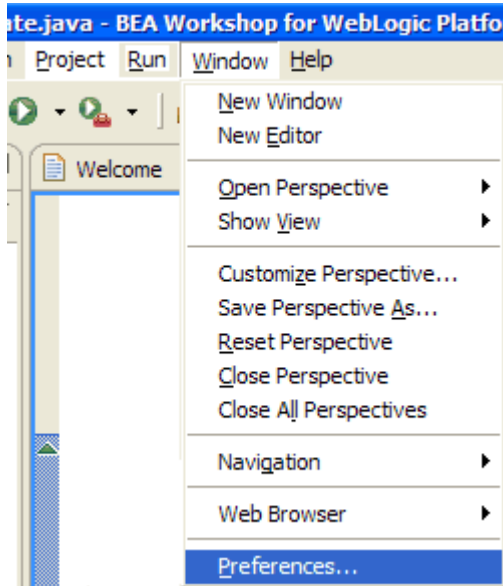 ate.java - BEA Workshop for WebLogic Platfo
Project Run Window Help
Welcome
New Window
New Editor
Open Perspective
Show View
Customize Perspective...
Save Perspective As...
Reset Perspective
Close Perspective
Close All Perspectives
Navigation
Web Browser
Preferences...